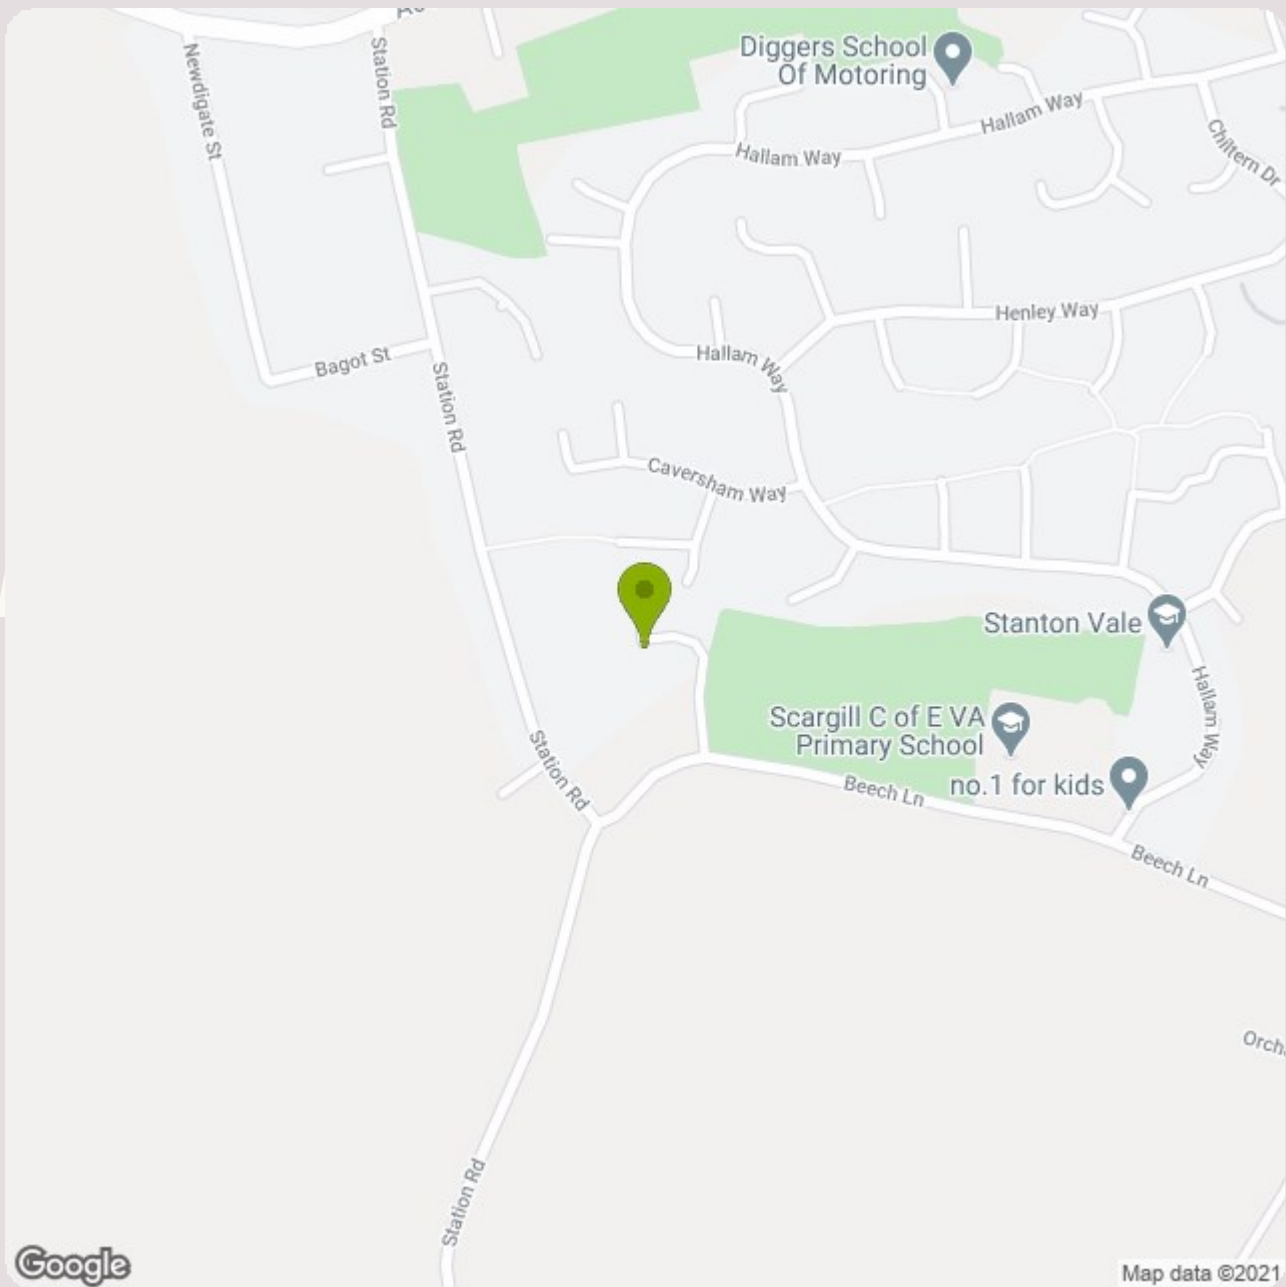 Newdigate St
Station Rd
Diggers School
Of Motoring
Hallam Way
Hallam Way
Chiltern Dr
Henley Way
Bagot St
Hallam Way
Station Rd
Caversham Way
Stanton Vale
Hallam Way
Scargill C of E VA
Primary School
Station Rd
no.1 for kids
Beech Ln
Beech Ln
Station Rd
Google
Map data ©2021